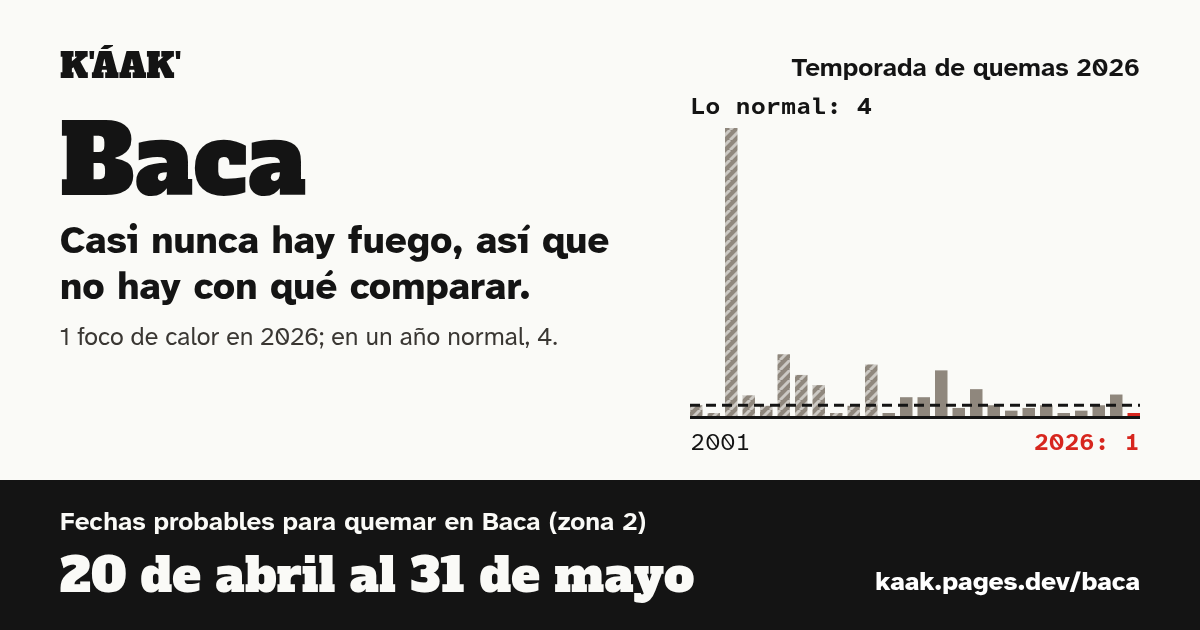 K'ÁAK'
Baca
Casi nunca hay fuego, así que
no hay con qué comparar.
1 foco de calor en 2026; en un año normal, 4.
Temporada de quemas 2026
Lo normal: 4
2001
2026: 1
Fechas probables para quemar en Baca (zona 2)
20 de abril al 31 de mayo
kaak.pages.dev/baca